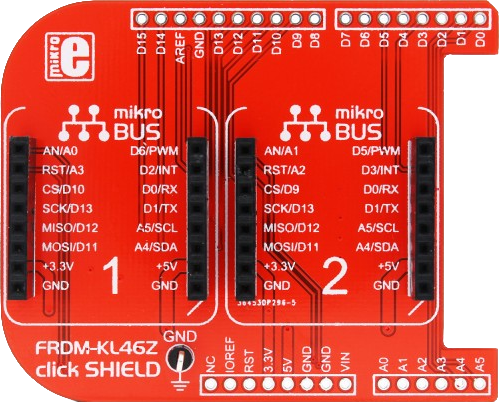 D15 D14 AREF GND D13 D12 D11 D10 D9 D8
D7 D6 D5 D4 D3 D2 D1 D0
mikro
e
mikro
BUS
AN/A0 D6/PWM
RST/A3 D2/INT
CS/D10 D0/RX
SCK/D13 D1/TX
MISO/D12 A5/SCL
MOSI/D11 A4/SDA
+3.3V +5V
GND GND
1
mikro
BUS
AN/A1 D5/PWM
RST/A2 D3/INT
CS/D9 D0/RX
SCK/D13 D1/TX
MISO/D12 A5/SCL
MOSI/D11 A4/SDA
+3.3V +5V
GND GND
2
FRDM-KL46Z
click SHIELD
GND
NC IOREF RST 3.3V 5V GND GND VIN
A0 A1 A2 A3 A4 A5